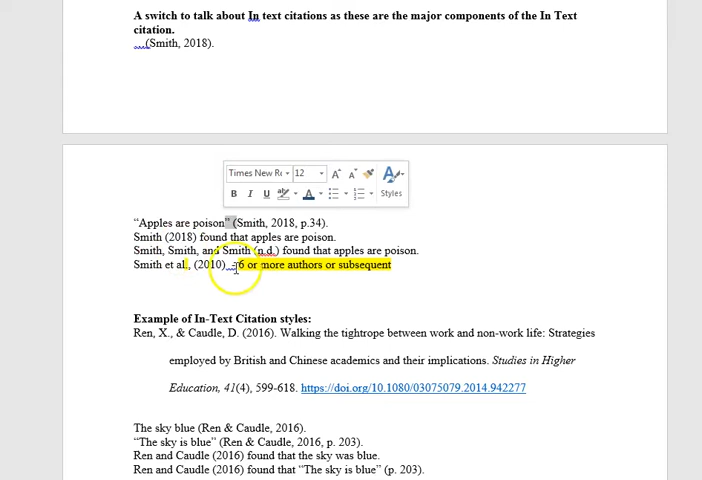 A switch to talk about In text citations as these are the major components of the In Text
citation.
…(Smith, 2018).
Times New R
12
A
A
A
B I U ab A
Styles
“Apples are poison” (Smith, 2018, p.34).
Smith (2018) found that apples are poison.
Smith, Smith, and Smith (n.d.) found that apples are poison.
Smith et al., (2010) -6 or more authors or subsequent
Example of In-Text Citation styles:
Ren, X., & Caudle, D. (2016). Walking the tightrope between work and non-work life: Strategies
employed by British and Chinese academics and their implications. Studies in Higher
Education, 41(4), 599-618. https://doi.org/10.1080/03075079.2014.942277
The sky blue (Ren & Caudle, 2016).
“The sky is blue” (Ren & Caudle, 2016, p. 203).
Ren and Caudle (2016) found that the sky was blue.
Ren and Caudle (2016) found that “The sky is blue” (p. 203).